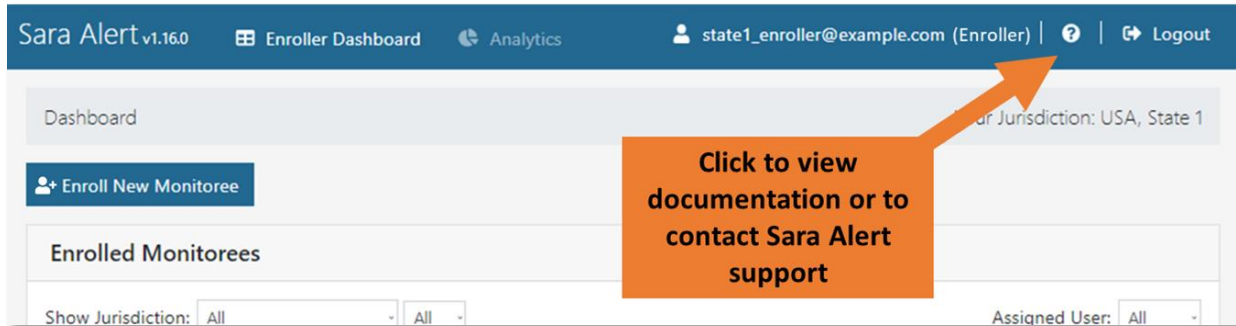 Sara Alert v1.16.0 Enroller Dashboard Analytics state1_enroller@example.com (Enroller) | ? | Logout
Dashboard Jurisdiction: USA, State 1
Enroll New Monitoree
Click to view
documentation or to
contact Sara Alert
support
Enrolled Monitorees
Show Jurisdiction: All All Assigned User: All